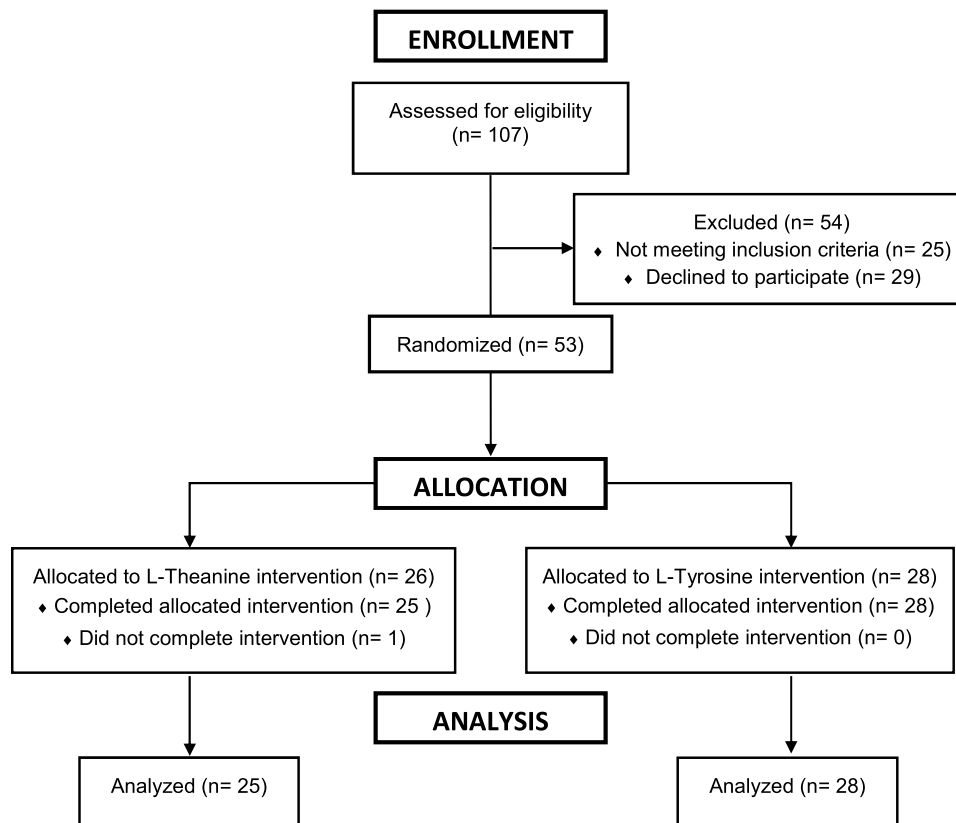 ENROLLMENT
Assessed for eligibility
(n= 107)
Excluded (n= 54)
♦ Not meeting inclusion criteria (n= 25)
♦ Declined to participate (n= 29)
Randomized (n= 53)
ALLOCATION
Allocated to L-Theanine intervention (n= 26)
♦ Completed allocated intervention (n= 25 )
♦ Did not complete intervention (n= 1)
Allocated to L-Tyrosine intervention (n= 28)
♦ Completed allocated intervention (n= 28)
♦ Did not complete intervention (n= 0)
ANALYSIS
Analyzed (n= 25)
Analyzed (n= 28)